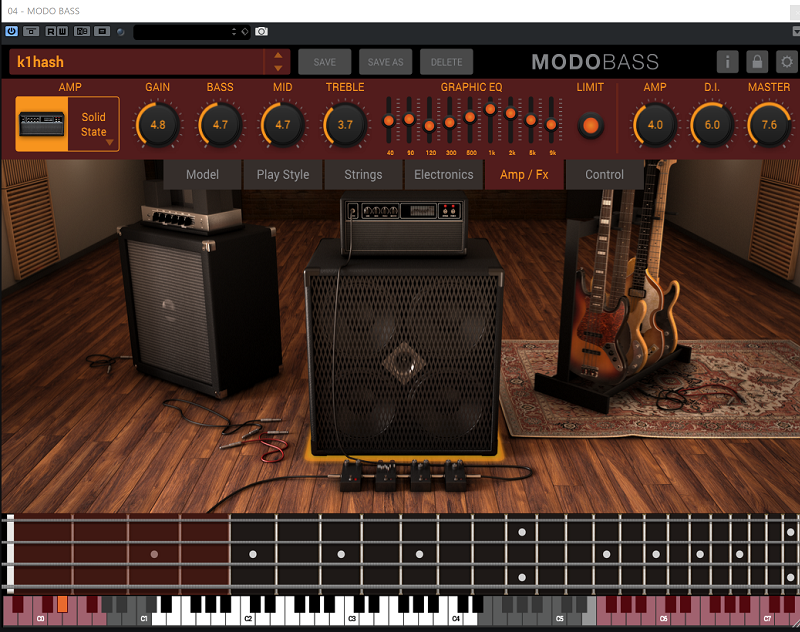 04 - MODO BASS
R W
k1hash
SAVE SAVE AS DELETE
MODOBASS
AMP GAIN BASS MID TREBLE GRAPHIC EQ LIMIT AMP D.I. MASTER
Solid
State
4.8 4.7 4.7 3.7 4.0 6.0 7.6
40 90 120 300 800 1k 3k 5k 9k
Model Play Style Strings Electronics Amp / Fx Control
C0 C1 C2 C3 C4 C5 C6 C7